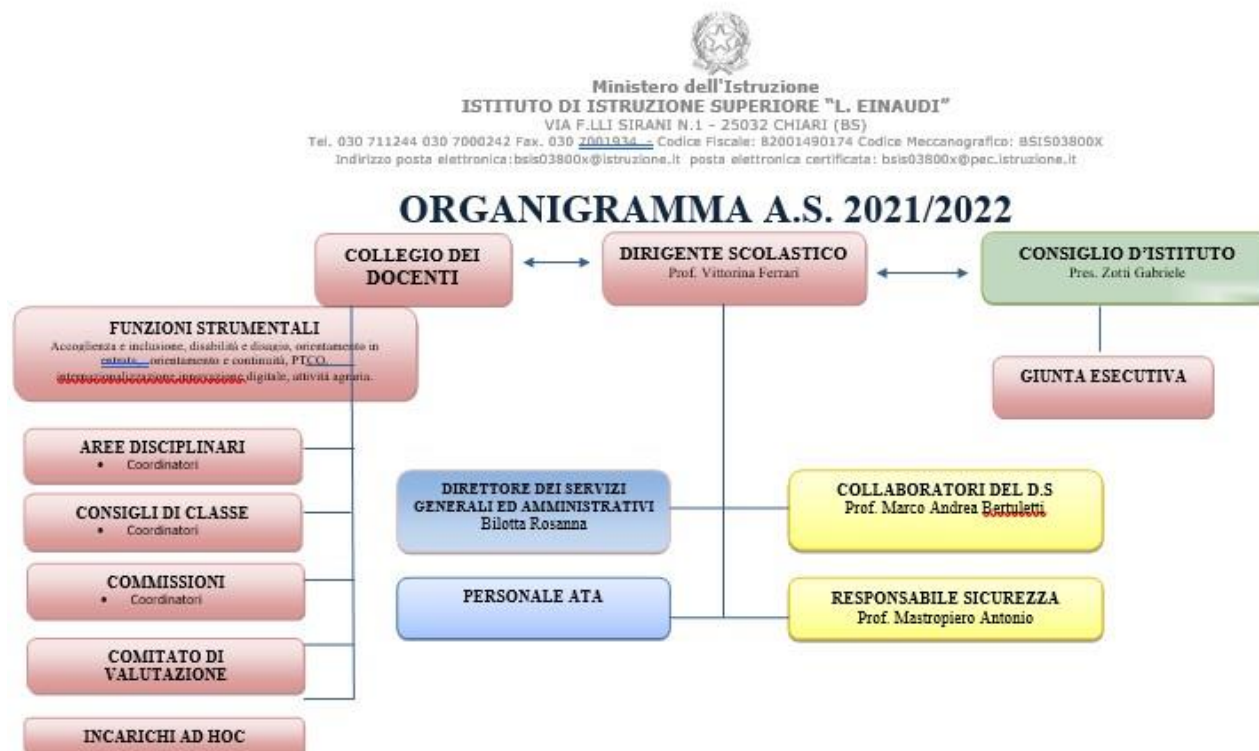 Ministero dell'Istruzione
ISTITUTO DI ISTRUZIONE SUPERIORE "L. EINAUDI"
VIA F.LLI SIRANI N.1 - 25032 CHIARI (BS)
Tel. 030 711244 030 7000242 Fax. 030 7001934 - Codice Fiscale: 82001490174 Codice Meccanografico: BSIS03800X
Indirizzo posta elettronica:bsis03800x@istruzione.it posta elettronica certificata: bsis03800x@pec.istruzione.it
ORGANIGRAMMA A.S. 2021/2022
COLLEGIO DEI
DOCENTI
DIRIGENTE SCOLASTICO
Prof. Vittorina Ferrari
CONSIGLIO D'ISTITUTO
Pres. Zotti Gabriele
FUNZIONI STRUMENTALI
Accoglienza e inclusione, disabilità e disagio, orientamento in
entrata, orientamento e continuità, PTCO,
internazionalizzazione innovazione digitale, attività agraria.
GIUNTA ESECUTIVA
AREE DISCIPLINARI
• Coordinatori
CONSIGLI DI CLASSE
• Coordinatori
COMMISSIONI
• Coordinatori
COMITATO DI
VALUTAZIONE
INCARICHI AD HOC
DIRETTORE DEI SERVIZI
GENERALI ED AMMINISTRATIVI
Bilotta Rosanna
COLLABORATORI DEL D.S
Prof. Marco Andrea Bertuletti
PERSONALE ATA
RESPONSABILE SICUREZZA
Prof. Mastropiero Antonio